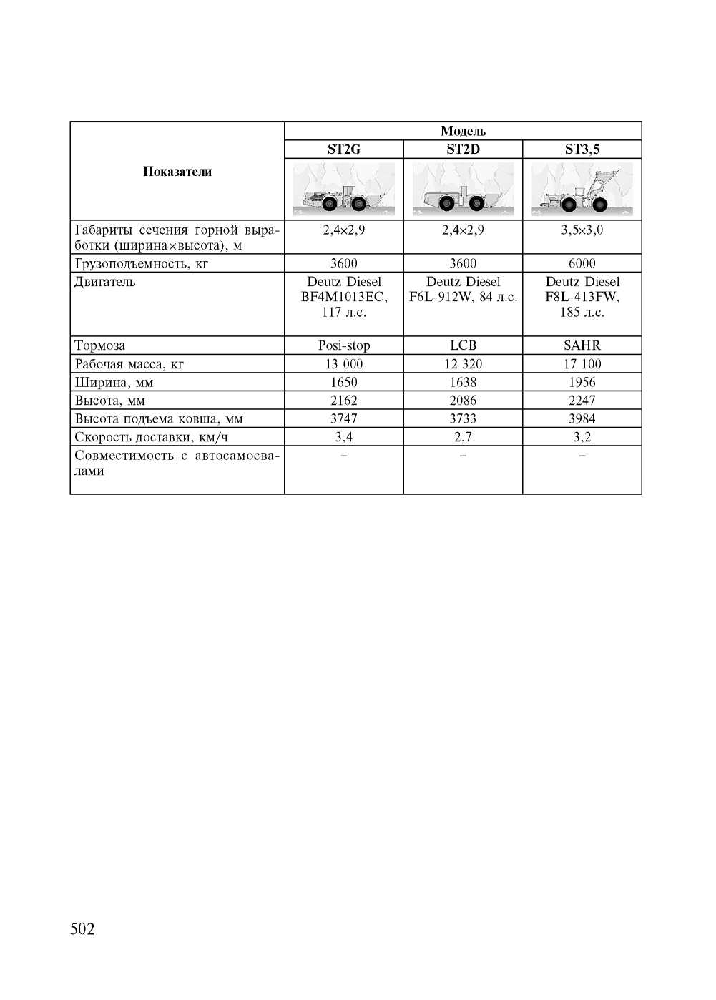 Показатели
Модель
ST2G ST2D ST3,5
Габариты сечения горной выра- 2,4×2,9 2,4×2,9 3,5×3,0
ботки (ширина×высота), м
Грузоподъемность, кг 3600 3600 6000
Двигатель Deutz Diesel Deutz Diesel Deutz Diesel
BF4M1013EC, F6L-912W, 84 л.с. F8L-413FW,
117 л.с. 185 л.с.
Тормоза Posi-stop LCB SAHR
Рабочая масса, кг 13 000 12 320 17 100
Ширина, мм 1650 1638 1956
Высота, мм 2162 2086 2247
Высота подъема ковша, мм 3747 3733 3984
Скорость доставки, км/ч 3,4 2,7 3,2
Совместимость с автосамосва- – – –
лами
502